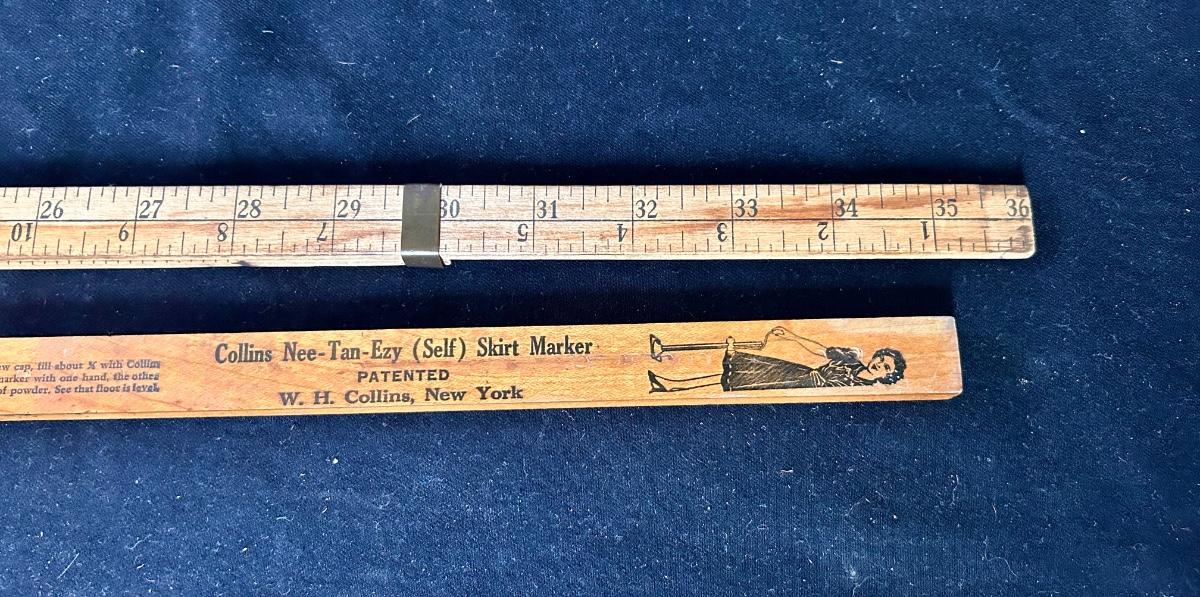 26 27 28 29 30 31 32 33 34 35 36
10 9 8 7 5 4 3 2 1
Collins Nee-Tan-Ezy (Self) Skirt Marker
PATENTED
W. H. Collins, New York
cap, fill about ¾ with Collins
marker with one hand, the other
of powder. See that floor is level.